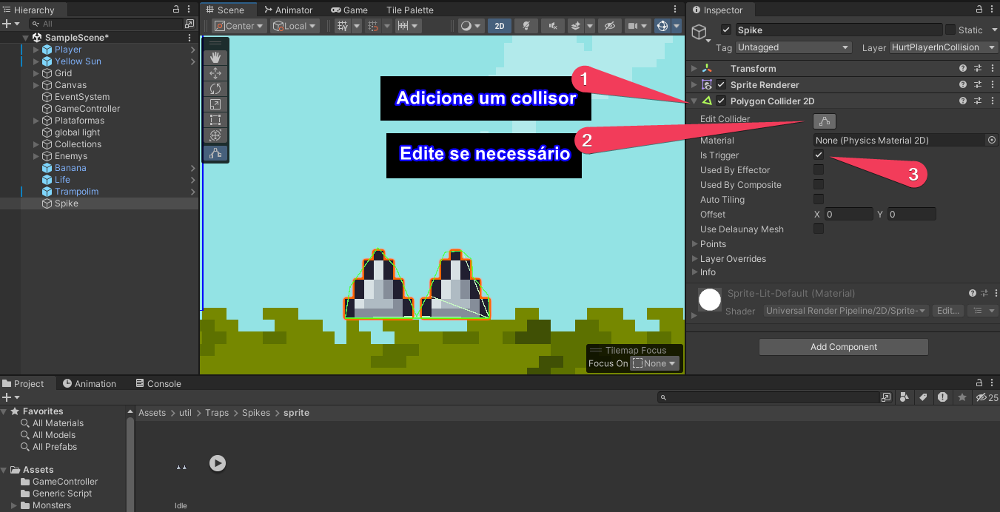 Hierarchy
All
SampleScene*
Player
Yellow Sun
Grid
Canvas
EventSystem
GameController
Plataformas
global light
Collections
Enemys
Banana
Life
Trampolim
Spike
Scene Animator Game Tile Palette
Center Local 2D
Adicione um collisor
Edite se necessário
1
2
3
Tilemap Focus
Focus On None
Inspector
Spike Static
Tag Untagged Layer HurtPlayerInCollision
Transform
Sprite Renderer
Polygon Collider 2D
Edit Collider
Material None (Physics Material 2D)
Is Trigger
Used By Effector
Used By Composite
Auto Tiling
Offset X 0 Y 0
Use Delaunay Mesh
Points
Layer Overrides
Info
Sprite-Lit-Default (Material)
Shader Universal Render Pipeline/2D/Sprite- Edit...
Add Component
Project Animation Console
25
Favorites
All Materials
All Models
All Prefabs
Assets
GameController
Generic Script
Monsters
Assets > util > Traps > Spikes > sprite
Idle